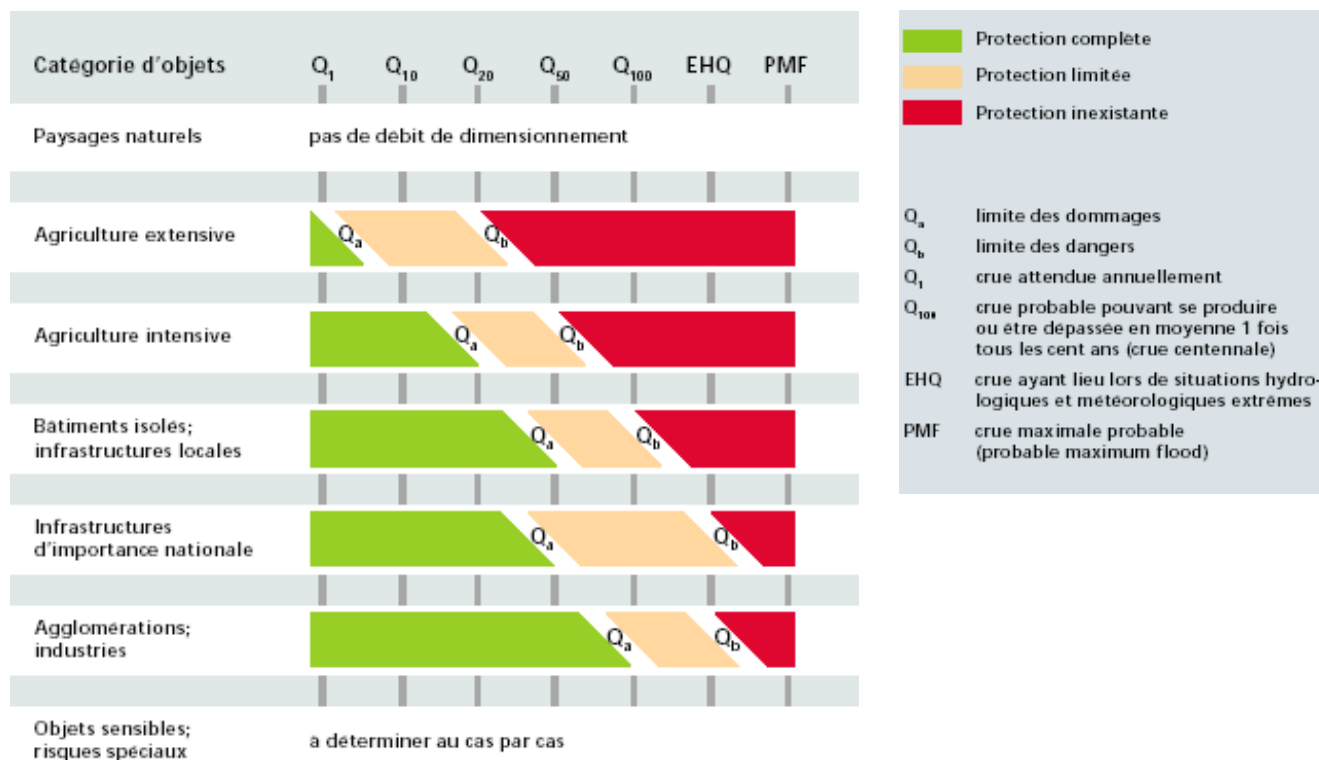 Catégorie d'objets Q1 Q10 Q20 Q50 Q100 EHQ PMF
Paysages naturels pas de débit de dimensionnement
Agriculture extensive Qa Qb
Agriculture intensive Qa Qb
Bâtiments isolés;
infrastructures locales Qa Qb
Infrastructures
d'importance nationale Qa Qb
Agglomérations;
industries Qa Qb
Objets sensibles;
risques spéciaux a déterminer au cas par cas
Protection complète
Protection limitée
Protection inexistante
Qa limite des dommages
Qb limite des dangers
Q1 crue attendue annuellement
Q100 crue probable pouvant se produire
ou être dépassée en moyenne 1 fois
tous les cent ans (crue centennale)
EHQ crue ayant lieu lors de situations hydro-
logiques et météorologiques extrêmes
PMF crue maximale probable
(probable maximum flood)